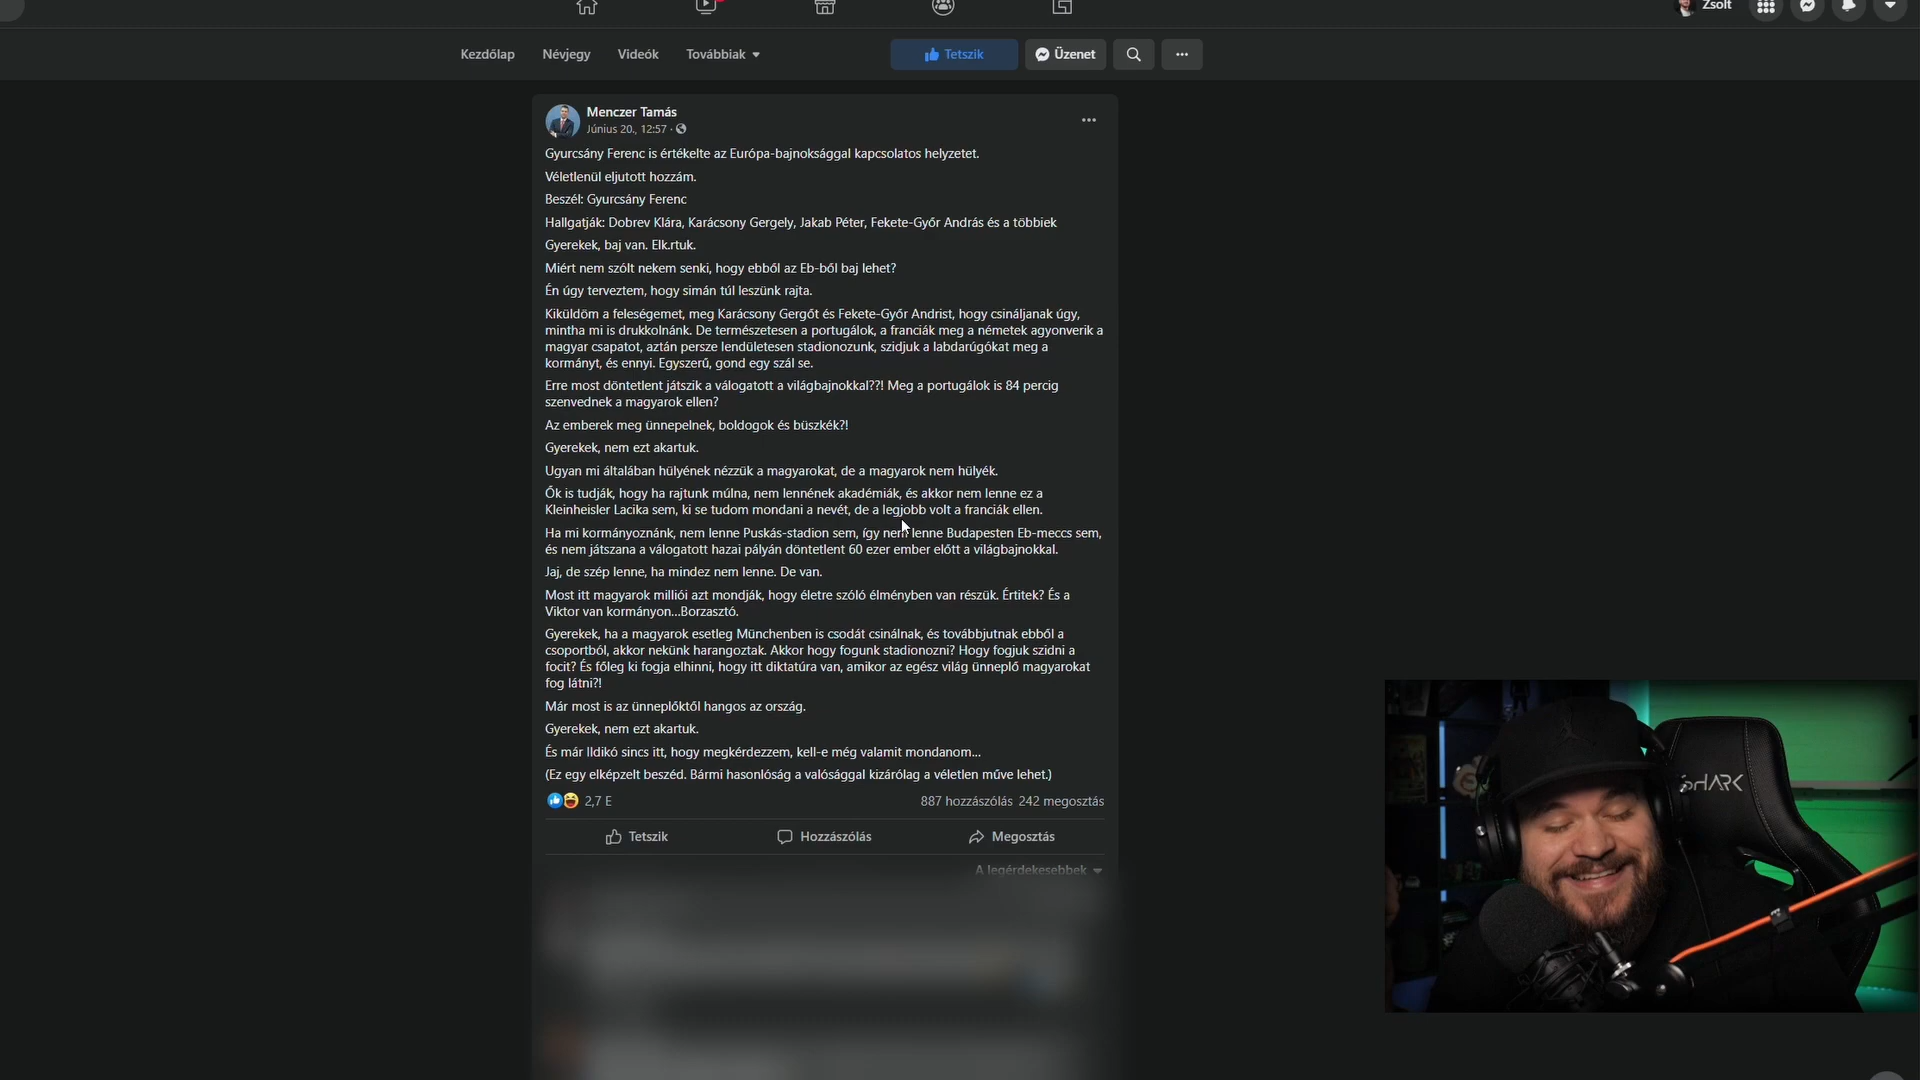 Zsolt
Kezdőlap
Névjegy
Videók
Továbbiak
Tetszik
Üzenet
Menczer Tamás
Június 20., 12:57 ·
Gyurcsány Ferenc is értékelte az Európa-bajnoksággal kapcsolatos helyzetet.
Véletlenül eljutott hozzám.
Beszél: Gyurcsány Ferenc
Hallgatják: Dobrev Klára, Karácsony Gergely, Jakab Péter, Fekete-Győr András és a többiek
Gyerekek, baj van. Elk.rtuk.
Miért nem szólt nekem senki, hogy ebből az Eb-ből baj lehet?
Én úgy terveztem, hogy simán túl leszünk rajta.
Kiküldöm a feleségemet, meg Karácsony Gergőt és Fekete-Győr Andrist, hogy csináljanak úgy,
mintha mi is drukkolnánk. De természetesen a portugálok, a franciák meg a németek agyonverik a
magyar csapatot, aztán persze lendületesen stadionozunk, szidjuk a labdarúgókat meg a
kormányt, és ennyi. Egyszerű, gond egy szál se.
Erre most döntetlent játszik a válogatott a világbajnokkal??! Meg a portugálok is 84 percig
szenvednek a magyarok ellen?
Az emberek meg ünnepelnek, boldogok és büszkék?!
Gyerekek, nem ezt akartuk.
Ugyan mi általában hülyének nézzük a magyarokat, de a magyarok nem hülyék.
Ők is tudják, hogy ha rajtunk múlna, nem lennének akadémiák, és akkor nem lenne ez a
Kleinheisler Lacika sem, ki se tudom mondani a nevét, de a legjobb volt a franciák ellen.
Ha mi kormányoznánk, nem lenne Puskás-stadion sem, így nem lenne Budapesten Eb-meccs sem,
és nem játszana a válogatott hazai pályán döntetlent 60 ezer ember előtt a világbajnokkal.
Jaj, de szép lenne, ha mindez nem lenne. De van.
Most itt magyarok milliói azt mondják, hogy életre szóló élményben van részük. Értitek? És a
Viktor van kormányon...Borzasztó.
Gyerekek, ha a magyarok esetleg Münchenben is csodát csinálnak, és továbbjutnak ebből a
csoportból, akkor nekünk harangoztak. Akkor hogy fogunk stadionozni? Hogy fogjuk szidni a
focit? És főleg ki fogja elhinni, hogy itt diktatúra van, amikor az egész világ ünneplő magyarokat
fog látni?!
Már most is az ünneplőktől hangos az ország.
Gyerekek, nem ezt akartuk.
És már Ildikó sincs itt, hogy megkérdezzem, kell-e még valamit mondanom...
(Ez egy elképzelt beszéd. Bármi hasonlóság a valósággal kizárólag a véletlen műve lehet.)
2,7 E
887 hozzászólás 242 megosztás
Tetszik
Hozzászólás
Megosztás
A legérdekesebbek
SHARK